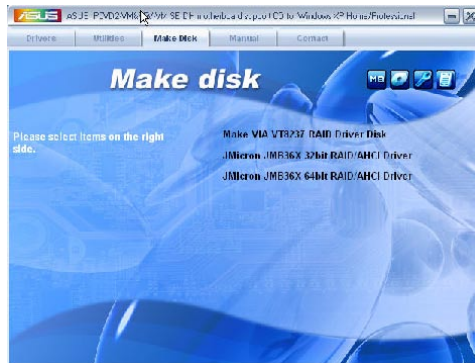 ASUS
Drivers Utilities Make Disk Manual Contact
Make disk
Please select items on the right side.
Make VIA VT8237 RAID Driver Disk
JMicron JMB36X 32bit RAID/AHCI Driver
JMicron JMB36X 64bit RAID/AHCI Driver